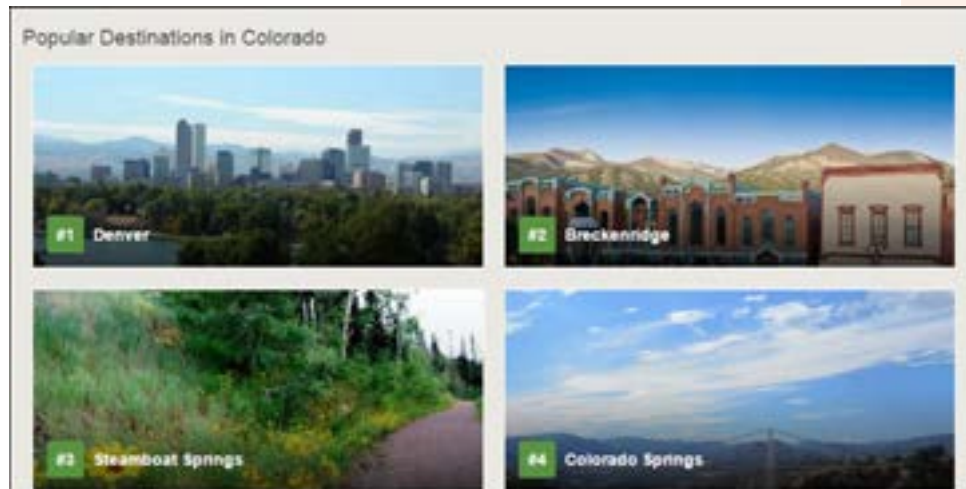 Popular Destinations in Colorado
#1 Denver
#2 Breckenridge
#3 Steamboat Springs
#4 Colorado Springs